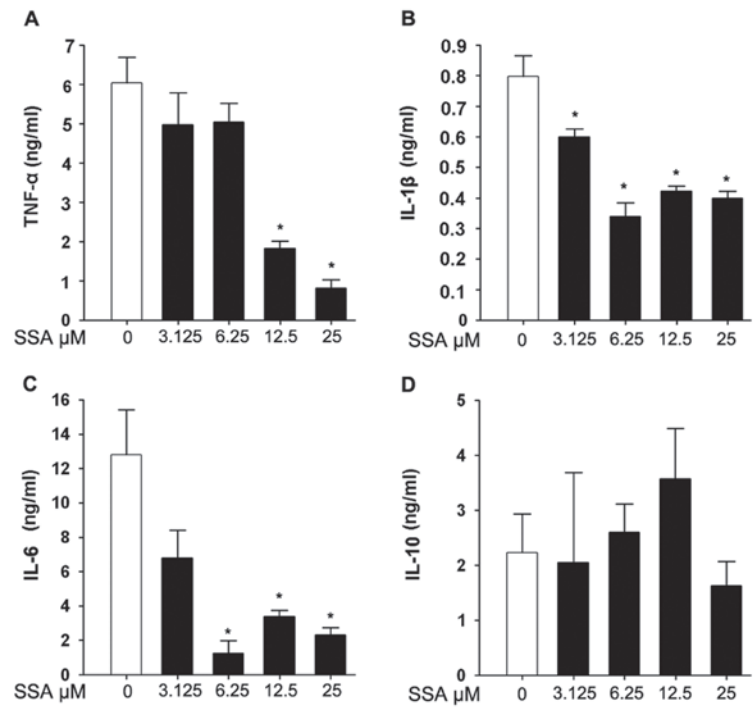 A
TNF-α (ng/ml)
7
6
5
4
3
2
1
0
* *
SSA µM 0 3.125 6.25 12.5 25
B
IL-1β (ng/ml)
0.9
0.8
0.7
0.6
0.5
0.4
0.3
0.2
0.1
0
* * * *
SSA µM 0 3.125 6.25 12.5 25
C
IL-6 (ng/ml)
16
14
12
10
8
6
4
2
0
* * *
SSA µM 0 3.125 6.25 12.5 25
D
IL-10 (ng/ml)
5
4
3
2
1
0
SSA µM 0 3.125 6.25 12.5 25